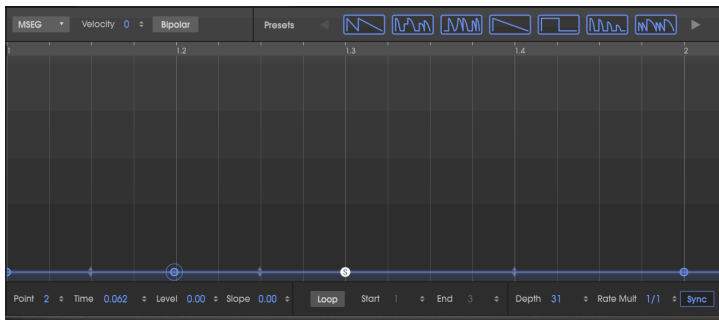 MSEG Velocity 0 Bipolar Presets
1 1.2 1.3 1.4 2
S
Point 2 Time 0.062 Level 0.00 Slope 0.00 Loop Start 1 End 3 Depth 31 Rate Mult 1/1 Sync